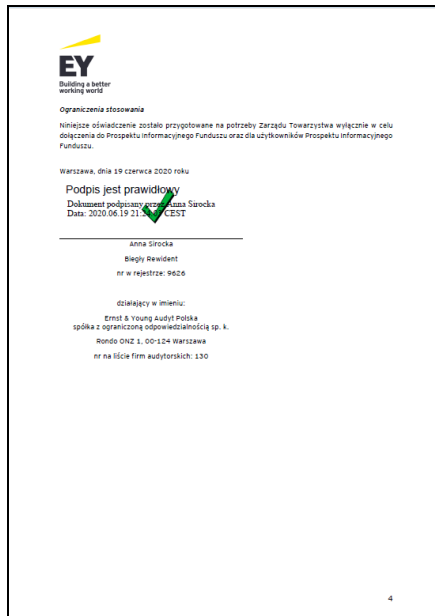 EY
Building a better
working world
Ograniczenia stosowania
Niniejsze oświadczenie zostało przygotowane na potrzeby Zarządu Towarzystwa wyłącznie w celu
dołączenia do Prospektu Informacyjnego Funduszu oraz dla użytkowników Prospektu Informacyjnego
Funduszu.
Warszawa, dnia 19 czerwca 2020 roku
Podpis jest prawidłowy
Dokument podpisany przez Anna Sirocka
Data: 2020.06.19 CEST
Anna Sirocka
Biegły Rewident
nr w rejestrze: 9626
działający w imieniu:
Ernst & Young Audyt Polska
spółka z ograniczoną odpowiedzialnością sp. k.
Rondo ONZ 1, 00-124 Warszawa
nr na liście firm audytorskich: 130
4